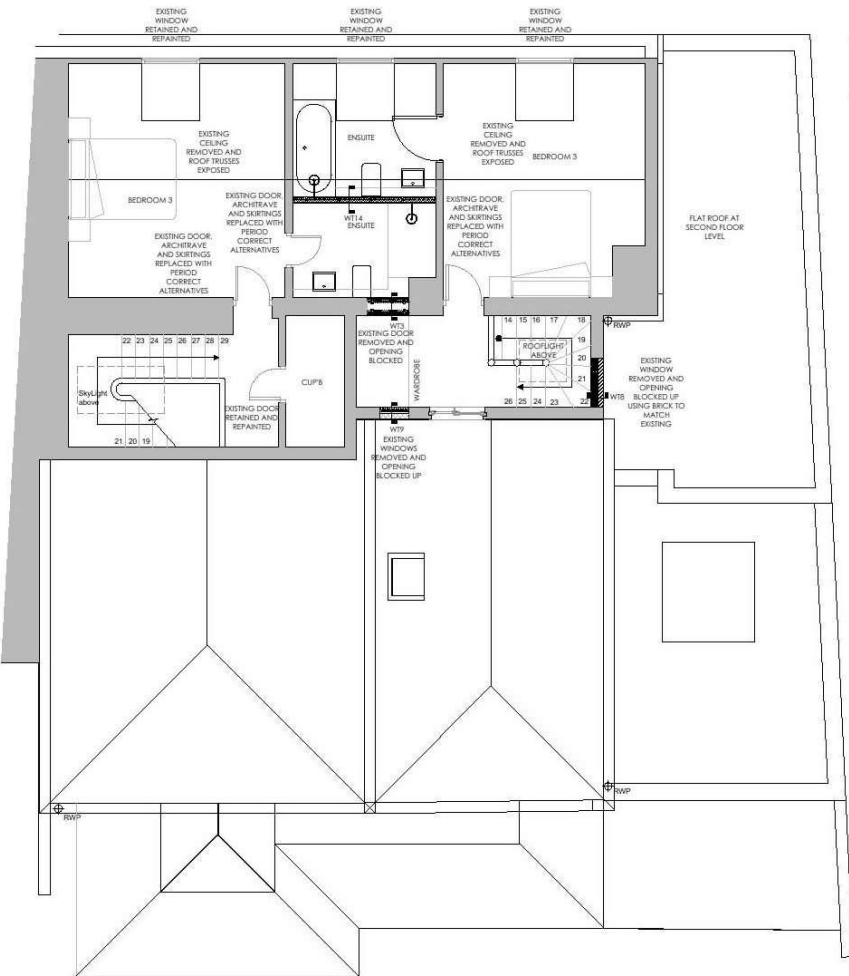 EXISTING
WINDOW
RETAINED AND
REPAINTED
EXISTING
WINDOW
RETAINED AND
REPAINTED
EXISTING
WINDOW
RETAINED AND
REPAINTED
EXISTING
CEILING
REMOVED AND
ROOF TRUSSES
EXPOSED
BEDROOM 3
EXISTING DOOR,
ARCHITRAVE
AND SKIRTINGS
REPLACED WITH
PERIOD
CORRECT
ALTERNATIVES
EXISTING DOOR,
ARCHITRAVE
AND SKIRTINGS
REPLACED WITH
PERIOD
CORRECT
ALTERNATIVES
ENSUITE
WT14
ENSUITE
EXISTING
CEILING
REMOVED AND
ROOF TRUSSES
EXPOSED
BEDROOM 3
EXISTING DOOR,
ARCHITRAVE
AND SKIRTINGS
REPLACED WITH
PERIOD
CORRECT
ALTERNATIVES
FLAT ROOF AT
SECOND FLOOR
LEVEL
22 23 24 25 26 27 28 29
SkyLight
above
21 20 19
EXISTING DOOR
RETAINED AND
REPAINTED
CUP'B
WT3
EXISTING DOOR
REMOVED AND
OPENING
BLOCKED
WARDROBE
14 15 16 17 18
19
20
21
22
26 25 24 23
ROOFLIGHT
ABOVE
RWP
WT8
EXISTING
WINDOW
REMOVED AND
OPENING
BLOCKED UP
USING BRICK TO
MATCH
EXISTING
WT9
EXISTING
WINDOWS
REMOVED AND
OPENING
BLOCKED UP
RWP
RWP